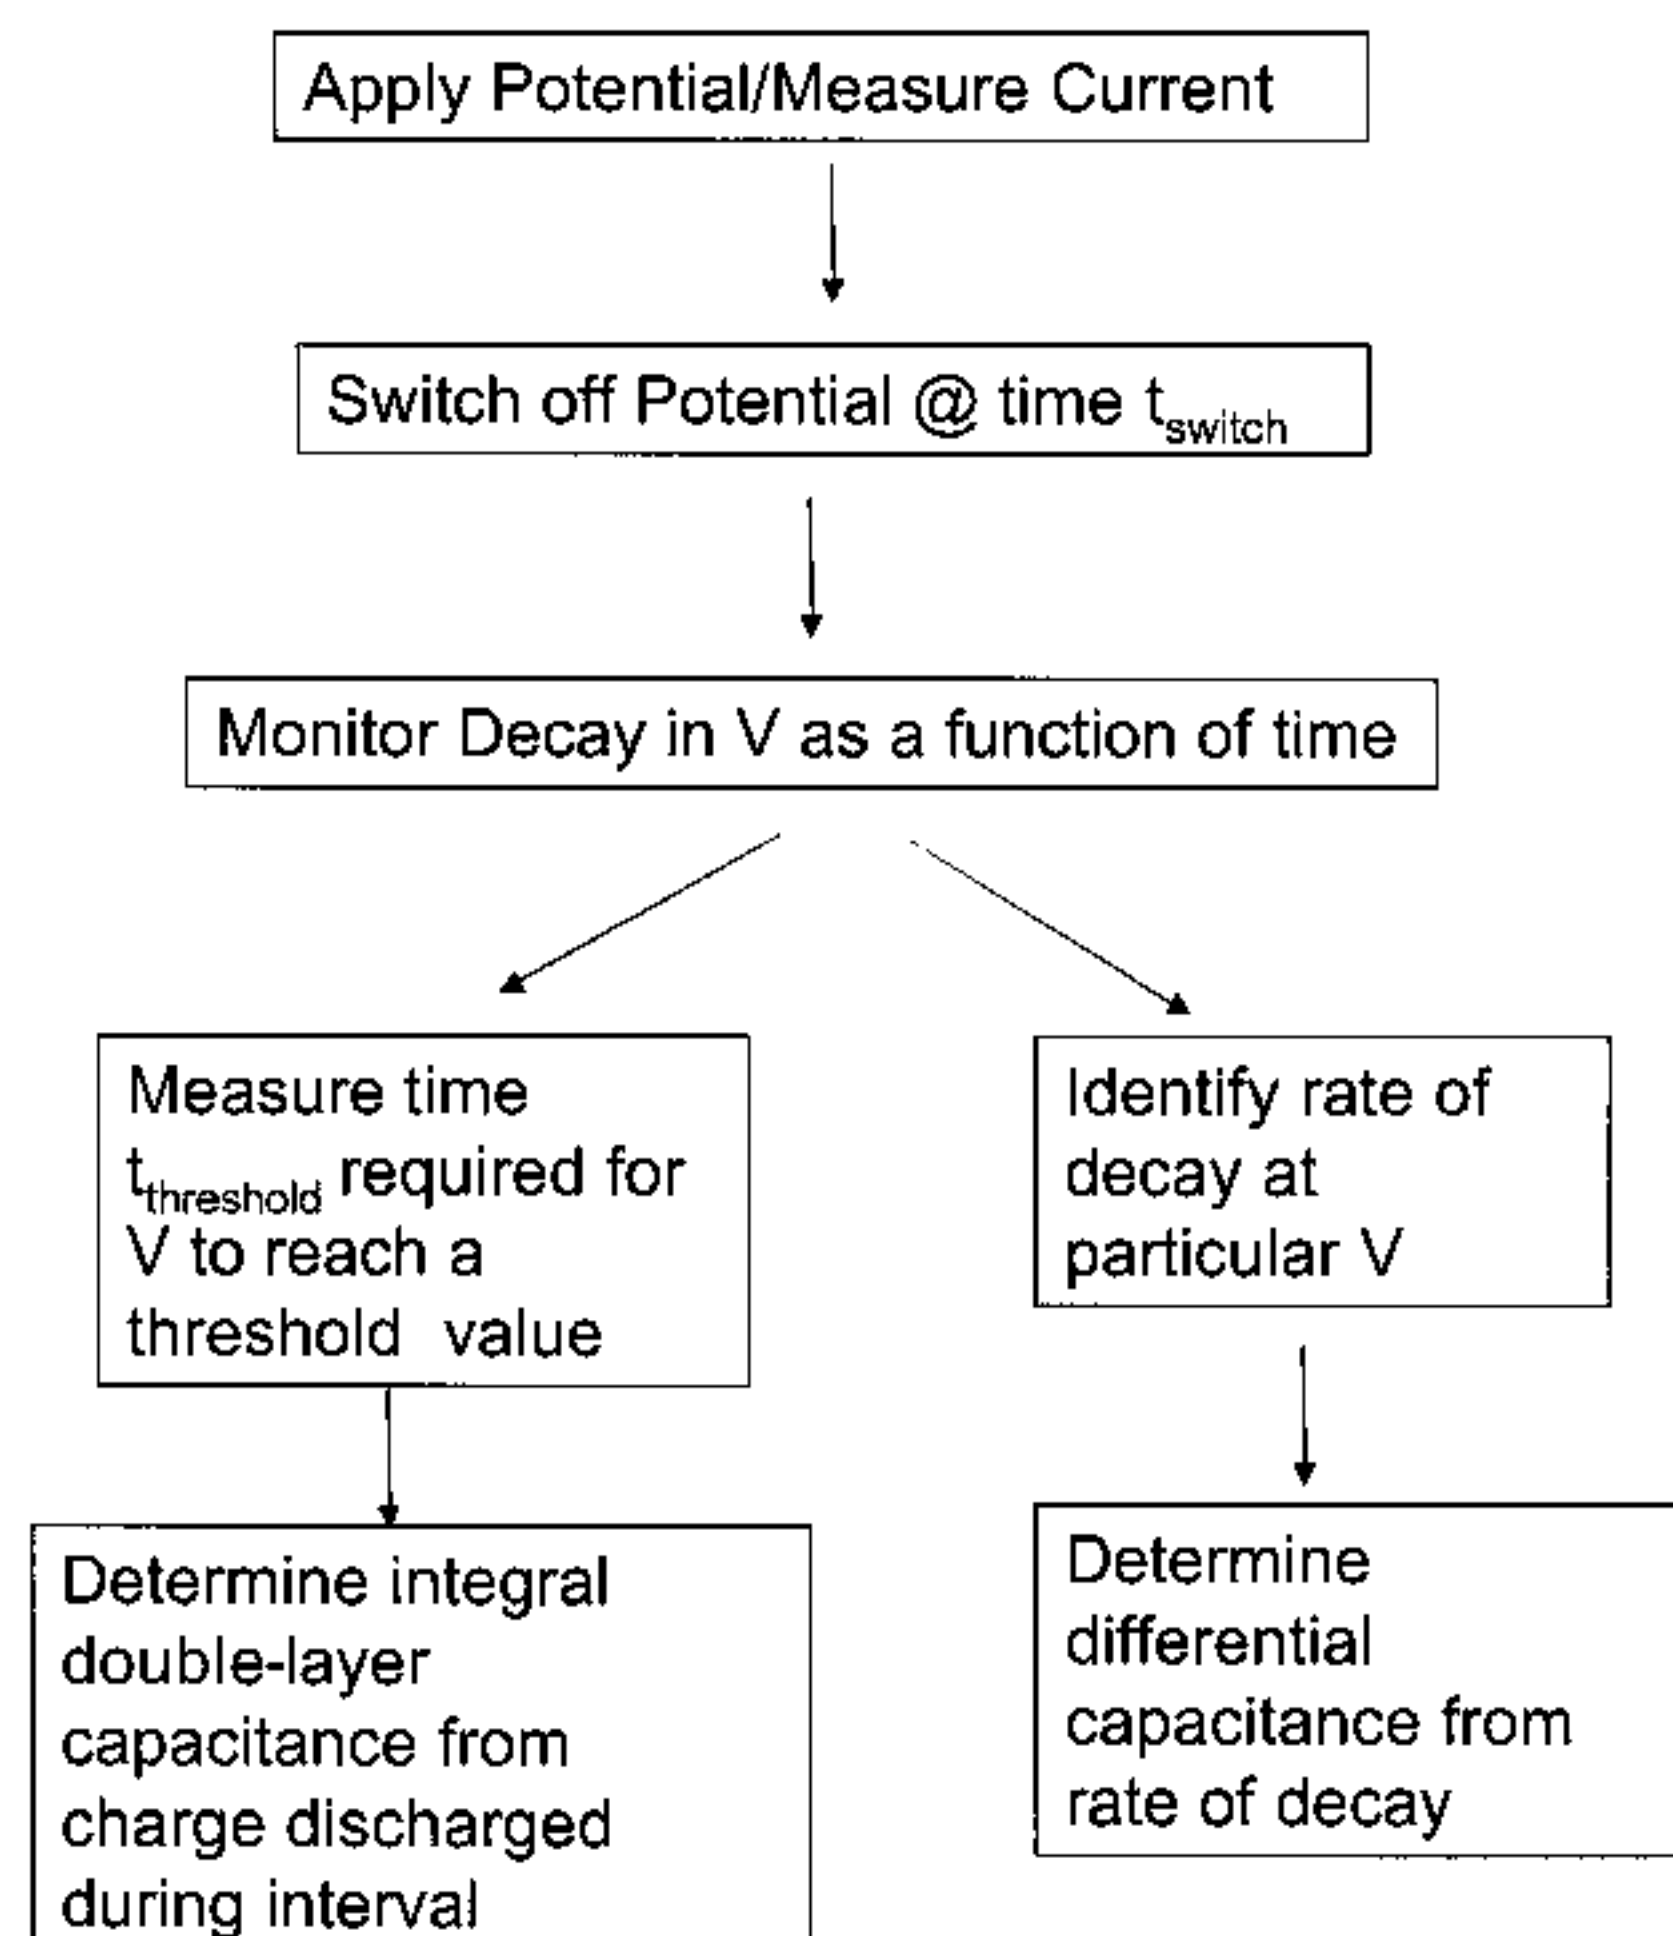 Apply Potential/Measure Current
Switch off Potential @ time tswitch
Monitor Decay in V as a function of time
Measure time
tthreshold required for
V to reach a
threshold value
Identify rate of
decay at
particular V
Determine integral
double-layer
capacitance from
charge discharged
during interval
Determine
differential
capacitance from
rate of decay